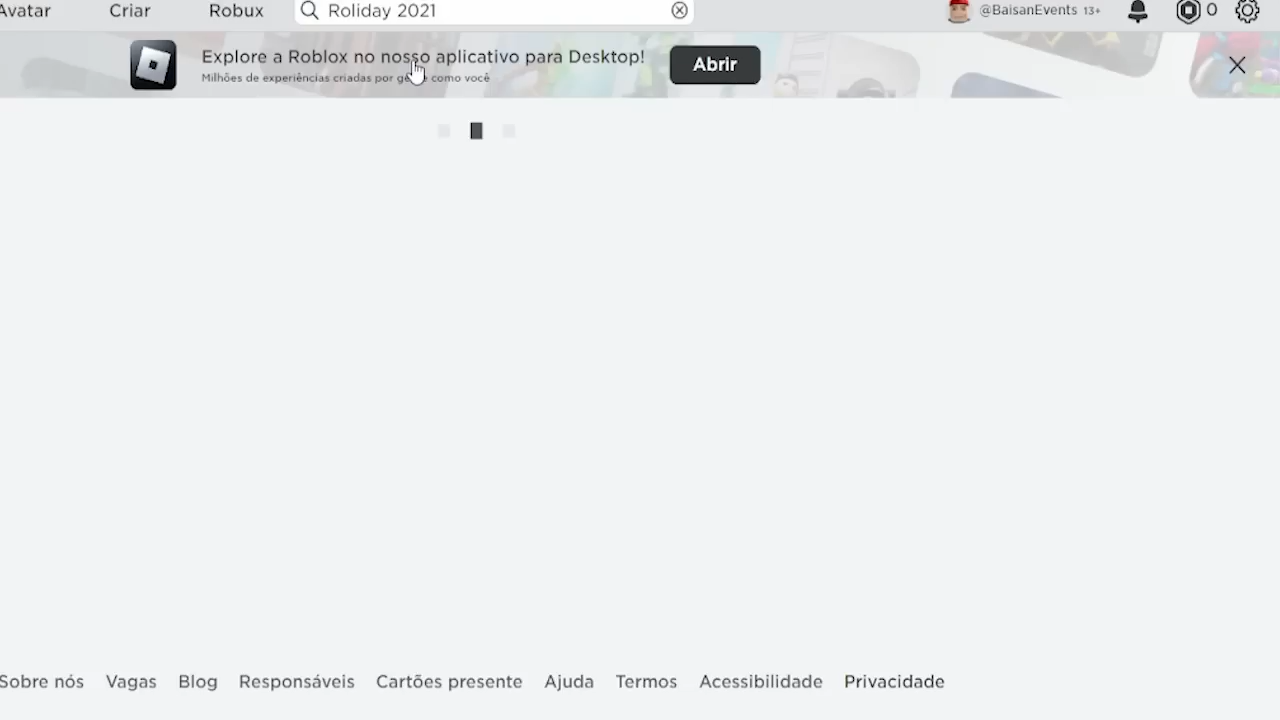 Avatar Criar Robux Roliday 2021 @BaisanEvents 13+ 0
Explore a Roblox no nosso aplicativo para Desktop!
Milhões de experiências criadas por como você
Abrir
Sobre nós Vagas Blog Responsáveis Cartões presente Ajuda Termos Acessibilidade Privacidade